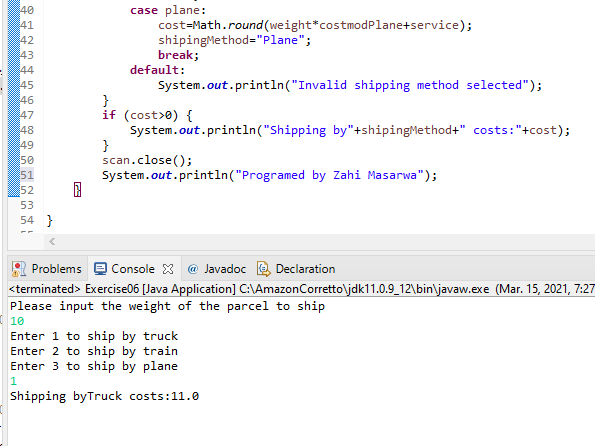 40 case plane:
41 cost=Math.round(weight*costmodPlane+service);
42 shipingMethod="Plane";
43 break;
44 default:
45 System.out.println("Invalid shipping method selected");
46 }
47 if (cost>0) {
48 System.out.println("Shipping by"+shipingMethod+" costs:"+cost);
49 }
50 scan.close();
51 System.out.println("Programed by Zahi Masarwa");
52 }
53
54 }
Problems Console @ Javadoc Declaration
<terminated> Exercise06 [Java Application] C:\AmazonCorretto\jdk11.0.9_12\bin\javaw.exe (Mar. 15, 2021, 7:27
Please input the weight of the parcel to ship
10
Enter 1 to ship by truck
Enter 2 to ship by train
Enter 3 to ship by plane
1
Shipping byTruck costs:11.0